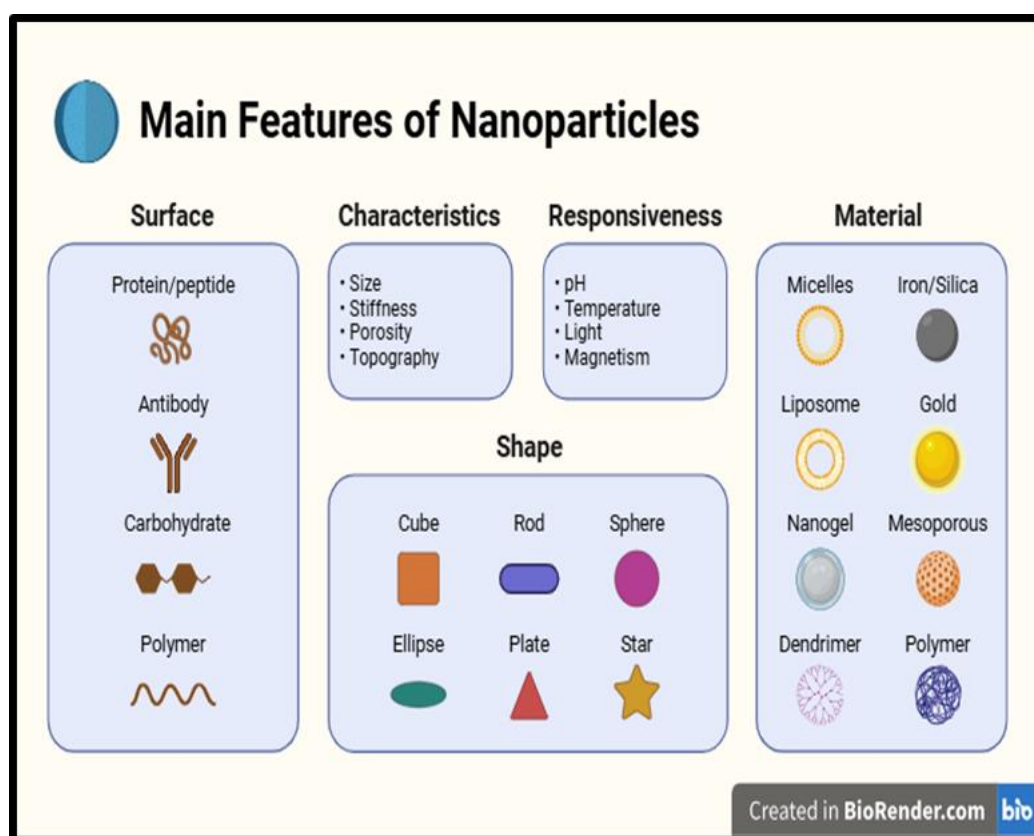 Main Features of Nanoparticles
Surface
Protein/peptide
Antibody
Carbohydrate
Polymer
Characteristics
• Size
• Stiffness
• Porosity
• Topography
Responsiveness
• pH
• Temperature
• Light
• Magnetism
Shape
Cube Rod Sphere
Ellipse Plate Star
Material
Micelles Iron/Silica
Liposome Gold
Nanogel Mesoporous
Dendrimer Polymer
Created in BioRender.com bio